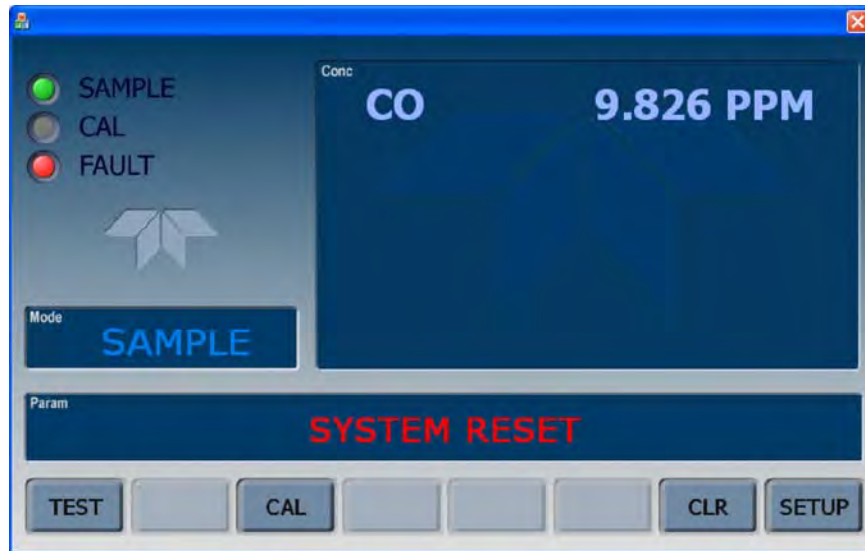 SAMPLE
CAL
FAULT
Conc
CO 9.826 PPM
Mode
SAMPLE
Param
SYSTEM RESET
TEST CAL CLR SETUP